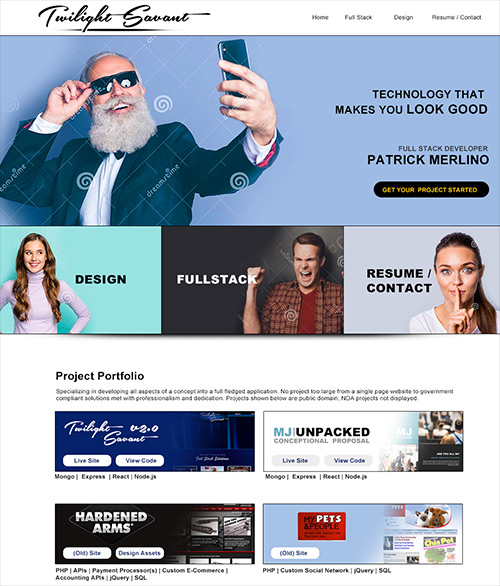 Twilight Savant
Home Full Stack Design Resume / Contact
TECHNOLOGY THAT
MAKES YOU LOOK GOOD
FULL STACK DEVELOPER
PATRICK MERLINO
GET YOUR PROJECT STARTED
dreamstime
dreamstime
DESIGN
FULLSTACK
RESUME /
CONTACT
Project Portfolio
Specializing in developing all aspects of a concept into a full fledged application. No project too large from a single page website to government
compliant solutions met with professionalism and dedication. Projects shown below are public domain, NDA projects not displayed.
Twilight Savant v2.0
Full Stack Solutions
Live Site View Code
Mongo | Express | React | Node.js
MJ|UNPACKED
CONCEPTIONAL PROPOSAL
Live Site View Code
Mongo | Express | React | Node.js
HARDENED
ARMS
(Old) Site Design Assets
PHP | APIs | Payment Processor(s) | Custom E-Commerce |
Accounting APIs | jQuery | SQL
MY PETS
& PEOPLE
(Old) Site
PHP | Custom Social Network | jQuery | SQL